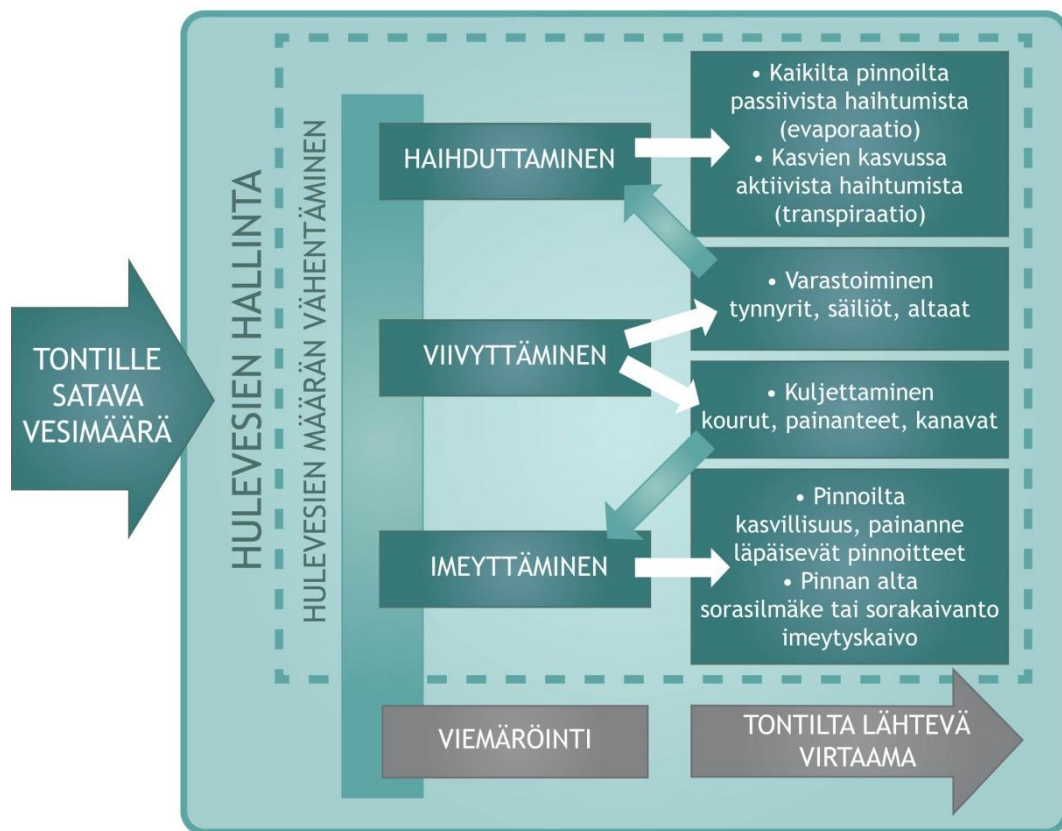 TONTILLE
SATAVA
VESIMÄÄRÄ
HULEVESIEN HALLINTA
HULEVESIEN MÄÄRÄN VÄHENTÄMINEN
HAIHDUTTAMINEN
• Kaikilta pinnoilta
passiivista haihtumista
(evaporaatio)
• Kasvien kasvussa
aktiivista haihtumista
(transpiraatio)
VIIVYTTÄMINEN
• Varastoiminen
tynnyrit, säiliöt, altaat
• Kuljettaminen
kourut, painanteet, kanavat
IMEYTTÄMINEN
• Pinnoilta
kasvillisuus, painanne
läpäisevät pinnoitteet
• Pinnan alta
sorasilmäke tai sorakaivanto
imeytyskaivo
VIEMÄRÖINTI
TONTILTA LÄHTEVÄ
VIRTAAMA